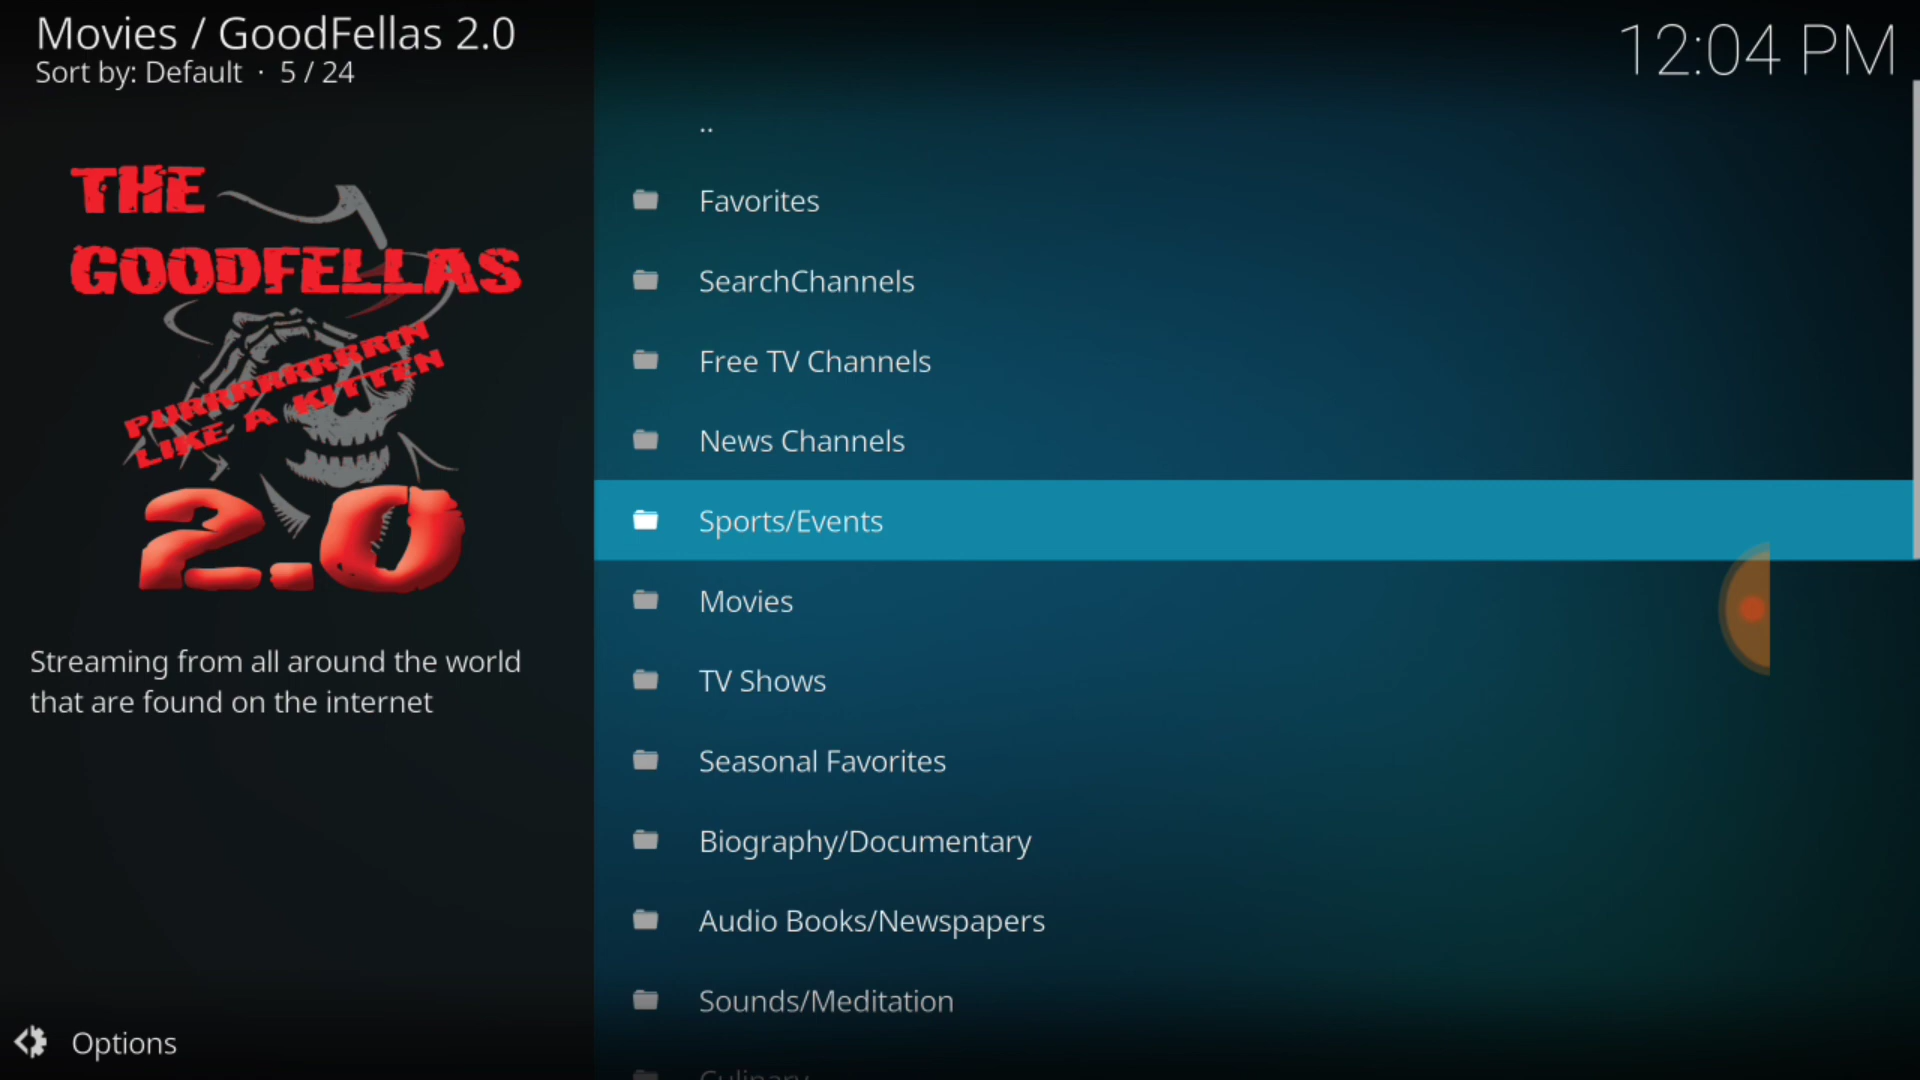 Movies / GoodFellas 2.0
Sort by: Default · 5 / 24
12:04 PM
THE
GOODFELLAS
PURRRRRRRRIN
LIKE A KITTEN
2.0
Streaming from all around the world
that are found on the internet
Options
..
Favorites
SearchChannels
Free TV Channels
News Channels
Sports/Events
Movies
TV Shows
Seasonal Favorites
Biography/Documentary
Audio Books/Newspapers
Sounds/Meditation
Culinary